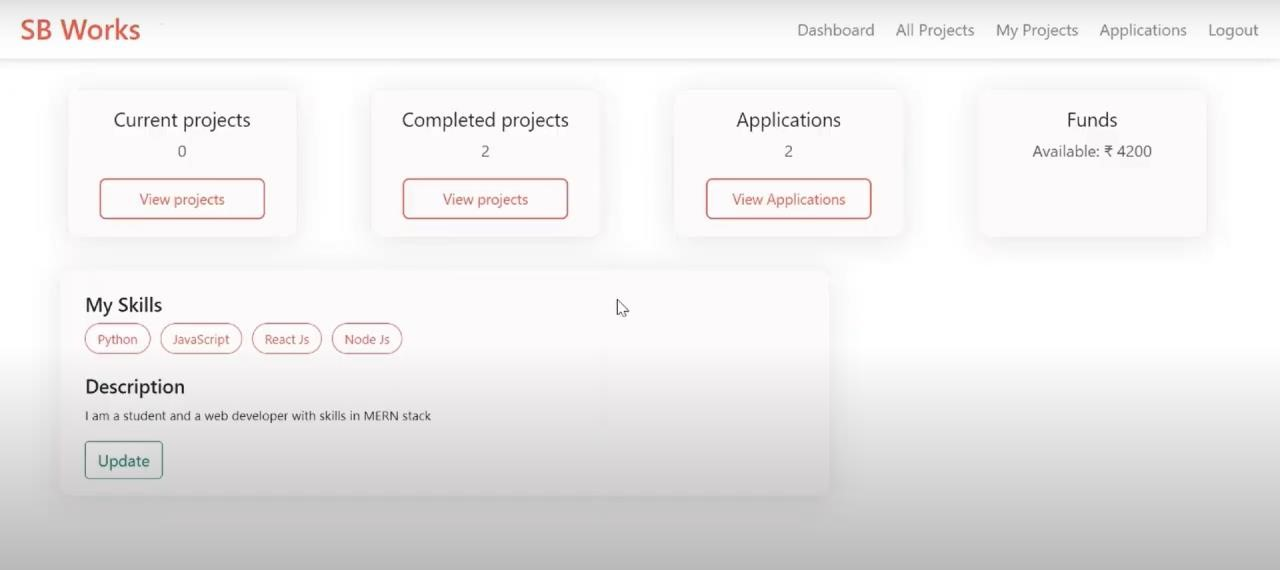 SB Works
Dashboard All Projects My Projects Applications Logout
Current projects
0
View projects
Completed projects
2
View projects
Applications
2
View Applications
Funds
Available: ₹ 4200
My Skills
Python JavaScript React Js Node Js
Description
I am a student and a web developer with skills in MERN stack
Update